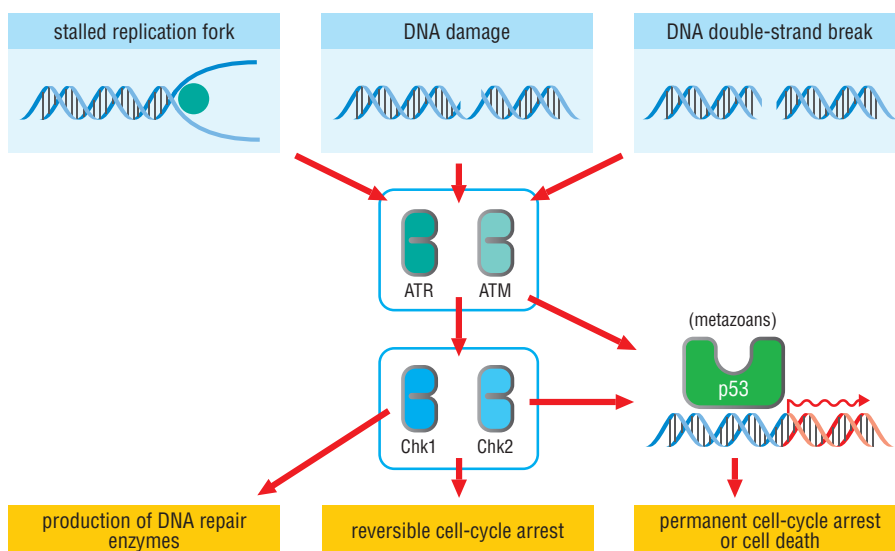 stalled replication fork
DNA damage
DNA double-strand break
ATR
ATM
(metazoans)
p53
Chk1
Chk2
production of DNA repair
enzymes
reversible cell-cycle arrest
permanent cell-cycle arrest
or cell death